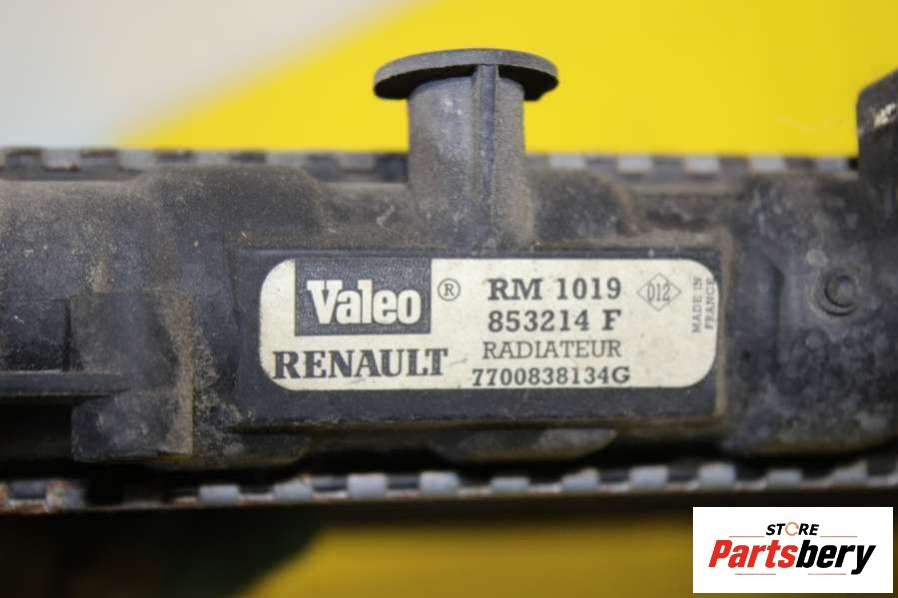 Valeo ® RM 1019 D12
853214 F
RENAULT RADIATEUR
7700838134G
MADE IN
FRANCE
STORE
Partsbery